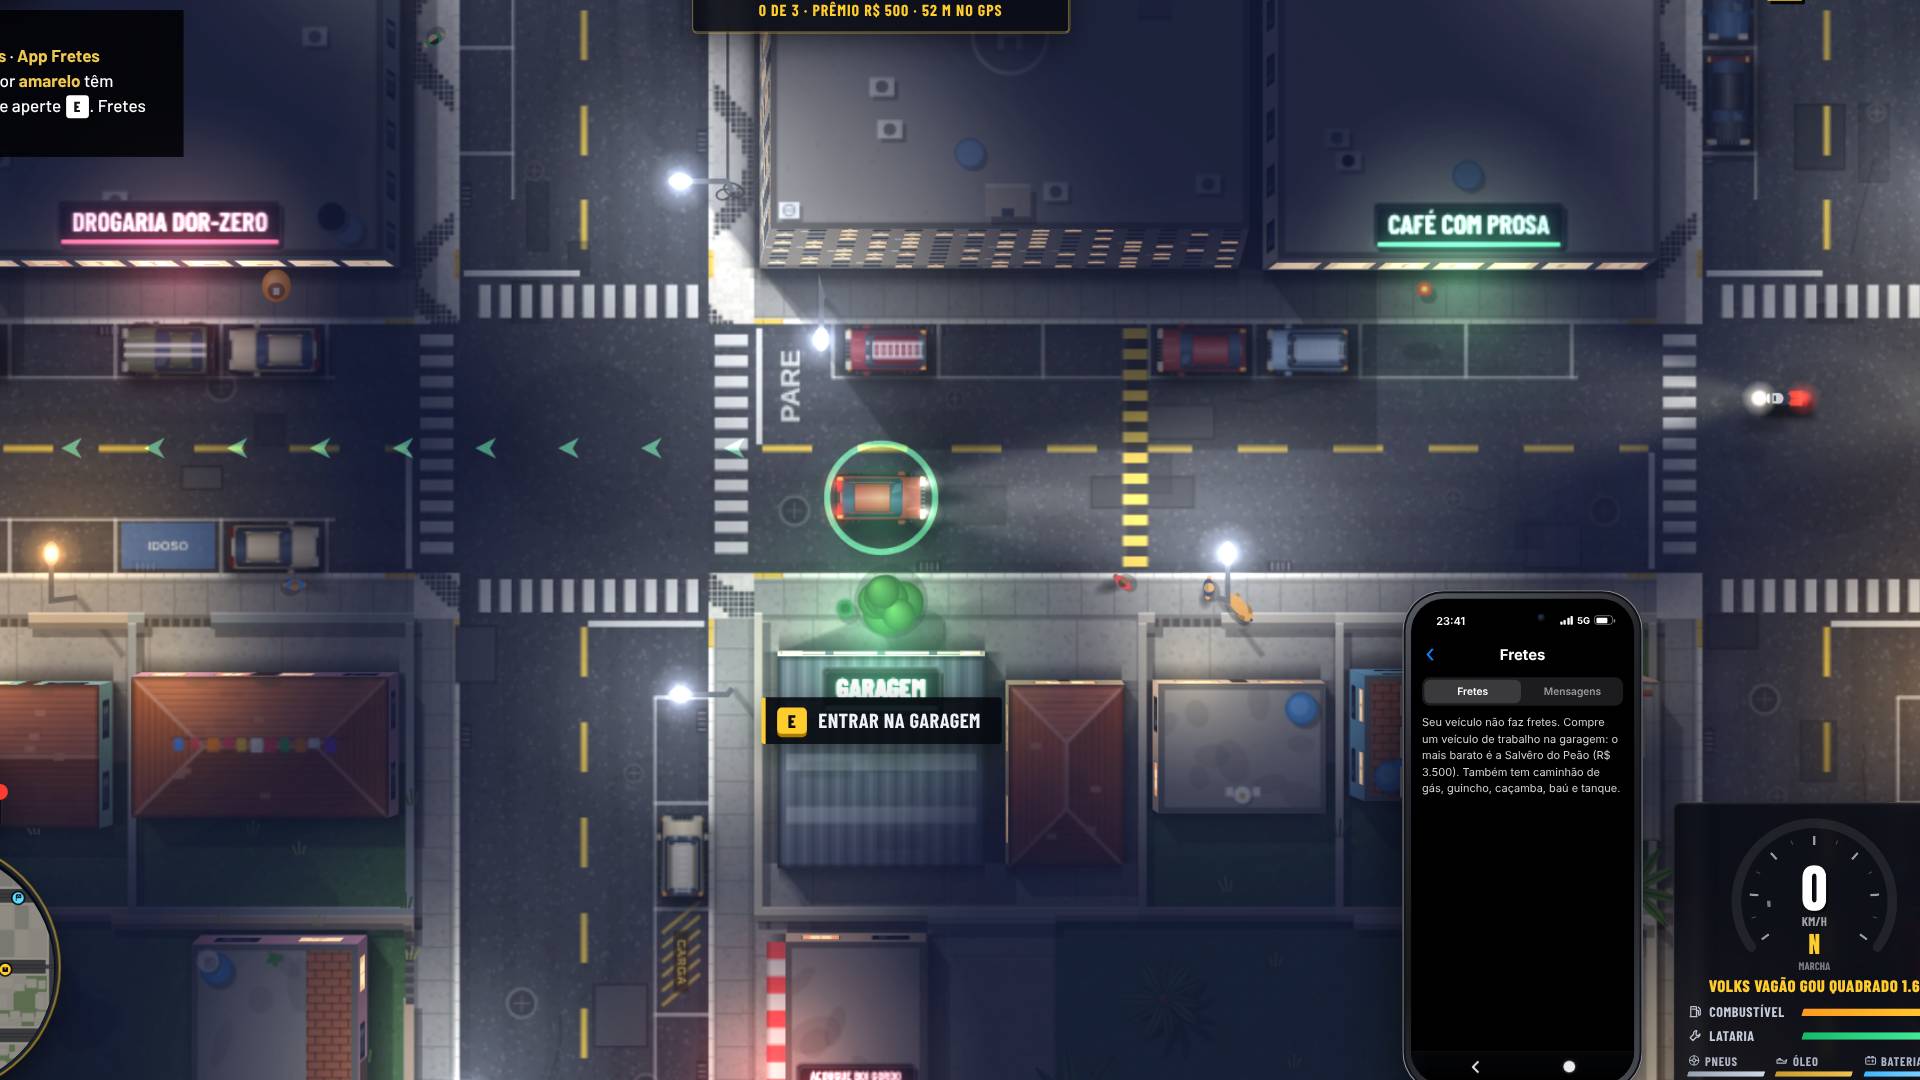 0 DE 3 · PRÊMIO R$ 500 · 52 M NO GPS
s · App Fretes
or amarelo têm
e aperte E. Fretes
DROGARIA DOR-ZERO
CAFÉ COM PROSA
PARE
IDOSO
GARAGEM
E ENTRAR NA GARAGEM
CARGA
AÇOUGUE BOI GORDO
23:41
5G
Fretes
Fretes
Mensagens
Seu veículo não faz fretes. Compre
um veículo de trabalho na garagem: o
mais barato é a Salvêro do Peão (R$
3.500). Também tem caminhão de
gás, guincho, caçamba, baú e tanque.
0
KM/H
N
MARCHA
VOLKS VAGÃO GOU QUADRADO 1.6
COMBUSTÍVEL
LATARIA
PNEUS
ÓLEO
BATERIA